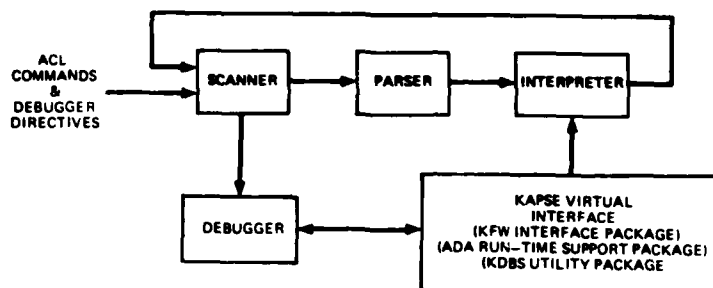 ACL
COMMANDS
&
DEBUGGER
DIRECTIVES
SCANNER
PARSER
INTERPRETER
DEBUGGER
KAPSE VIRTUAL
INTERFACE
(KFW INTERFACE PACKAGE)
(ADA RUN-TIME SUPPORT PACKAGE)
(KDBS UTILITY PACKAGE